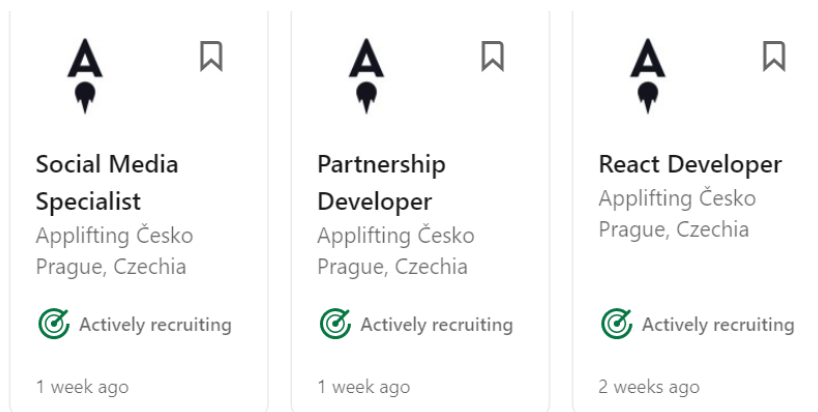 Social Media
Specialist
Applifting Česko
Prague, Czechia
Actively recruiting
1 week ago
Partnership
Developer
Applifting Česko
Prague, Czechia
Actively recruiting
1 week ago
React Developer
Applifting Česko
Prague, Czechia
Actively recruiting
2 weeks ago